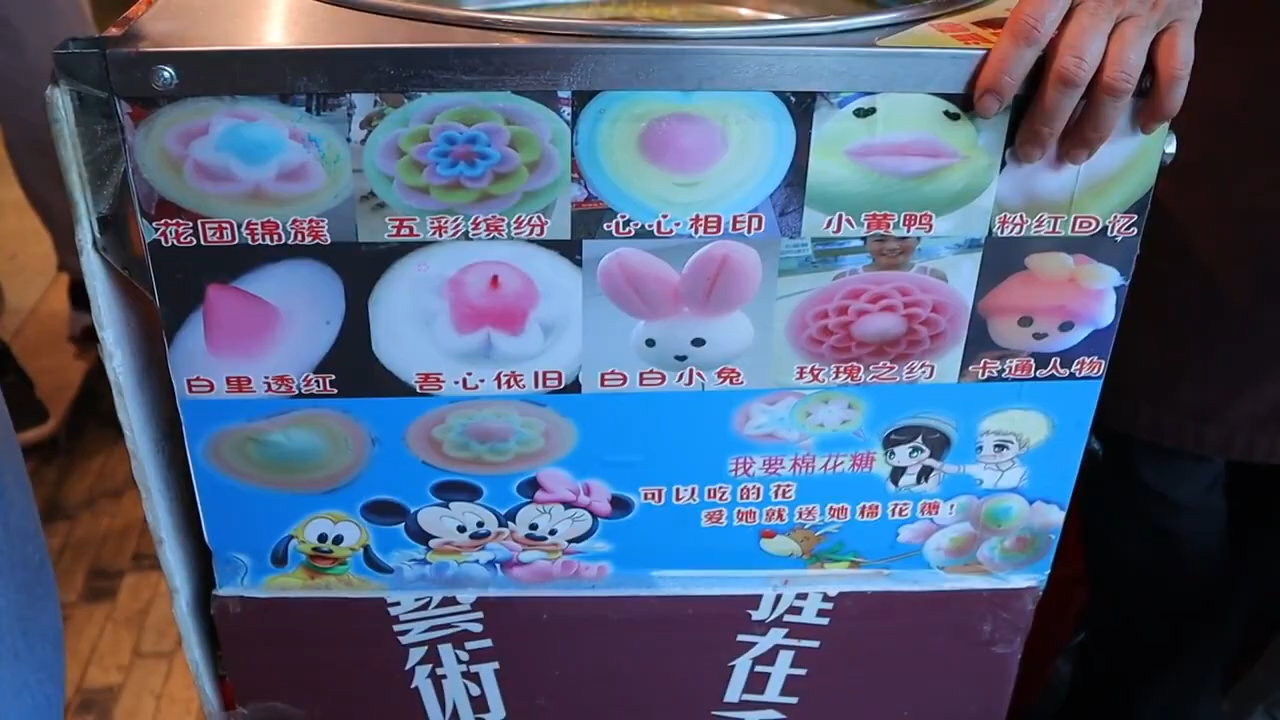 花团锦簇
五彩缤纷
心心相印
小黄鸭
粉红回忆
白里透红
吾心依旧
白白小兔
玫瑰之约
卡通人物
我要棉花糖
可以吃的花
爱她就送她棉花糖!
藝術
在